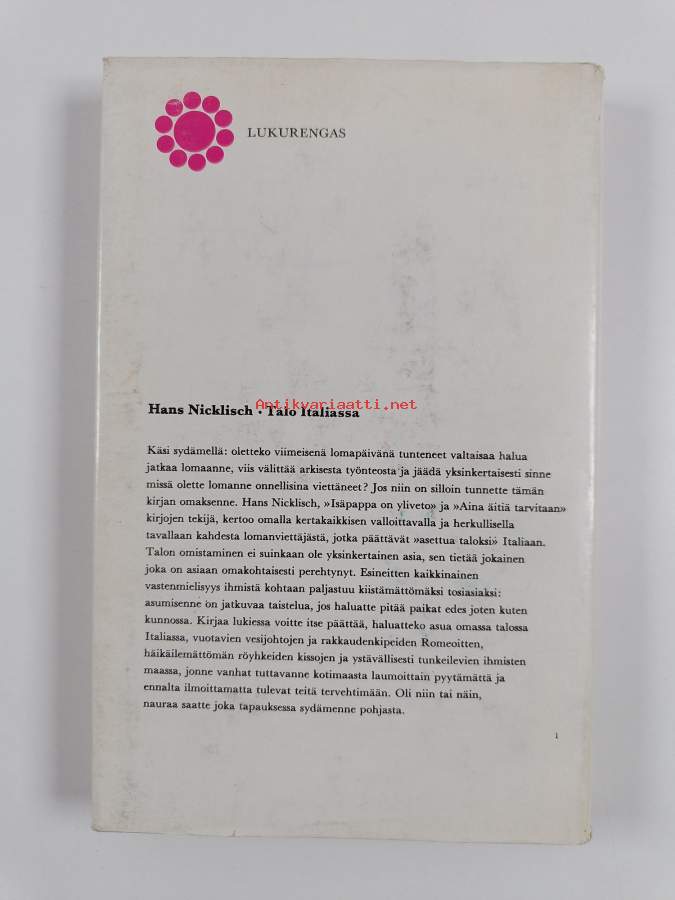 LUKURENGAS
Antikvariaatti.net
Hans Nicklisch · Talo Italiassa
Käsi sydämellä: oletteko viimeisenä lomapäivänä tunteneet valtaisaa halua
jatkaa lomaanne, viis välittää arkisesta työnteosta ja jäädä yksinkertaisesti sinne
missä olette lomanne onnellisina viettäneet? Jos niin on silloin tunnette tämän
kirjan omaksenne. Hans Nicklisch, »Isäpappa on yliveto» ja »Aina äitiä tarvitaan»
kirjojen tekijä, kertoo omalla kertakaikkisen valloittavalla ja herkullisella
tavallaan kahdesta lomanviettäjästä, jotka päättävät »asettua taloksi» Italiaan.
Talon omistaminen ei suinkaan ole yksinkertainen asia, sen tietää jokainen
joka on asiaan omakohtaisesti perehtynyt. Esineitten kaikkinainen
vastenmielisyys ihmistä kohtaan paljastuu kiistämättömäksi tosiasiaksi:
asumisenne on jatkuvaa taistelua, jos haluatte pitää paikat edes joten kuten
kunnossa. Kirjaa lukiessa voitte itse päättää, haluatteko asua omassa talossa
Italiassa, vuotavien vesijohtojen ja rakkaudenkipeiden Romeoitten,
häikäilemättömän röyhkeiden kissojen ja ystävällisesti tunkeilevien ihmisten
maassa, jonne vanhat tuttavanne kotimaasta laumoittain pyytämättä ja
ennalta ilmoittamatta tulevat teitä tervehtimään. Oli niin tai näin,
nauraa saatte joka tapauksessa sydämenne pohjasta.
1